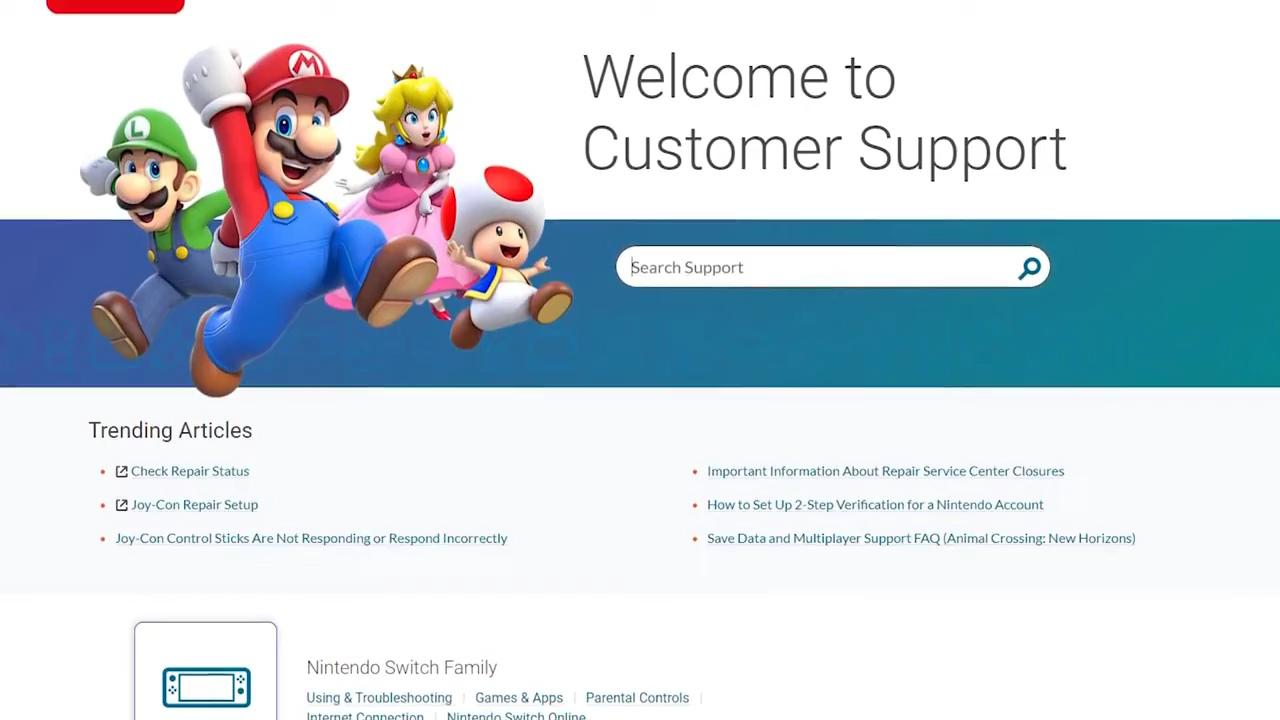 Welcome to
Customer Support
Search Support
Trending Articles
Check Repair Status
Joy-Con Repair Setup
Joy-Con Control Sticks Are Not Responding or Respond Incorrectly
Important Information About Repair Service Center Closures
How to Set Up 2-Step Verification for a Nintendo Account
Save Data and Multiplayer Support FAQ (Animal Crossing: New Horizons)
Nintendo Switch Family
Using & Troubleshooting | Games & Apps | Parental Controls |
Internet Connection | Nintendo Switch Online
M
L